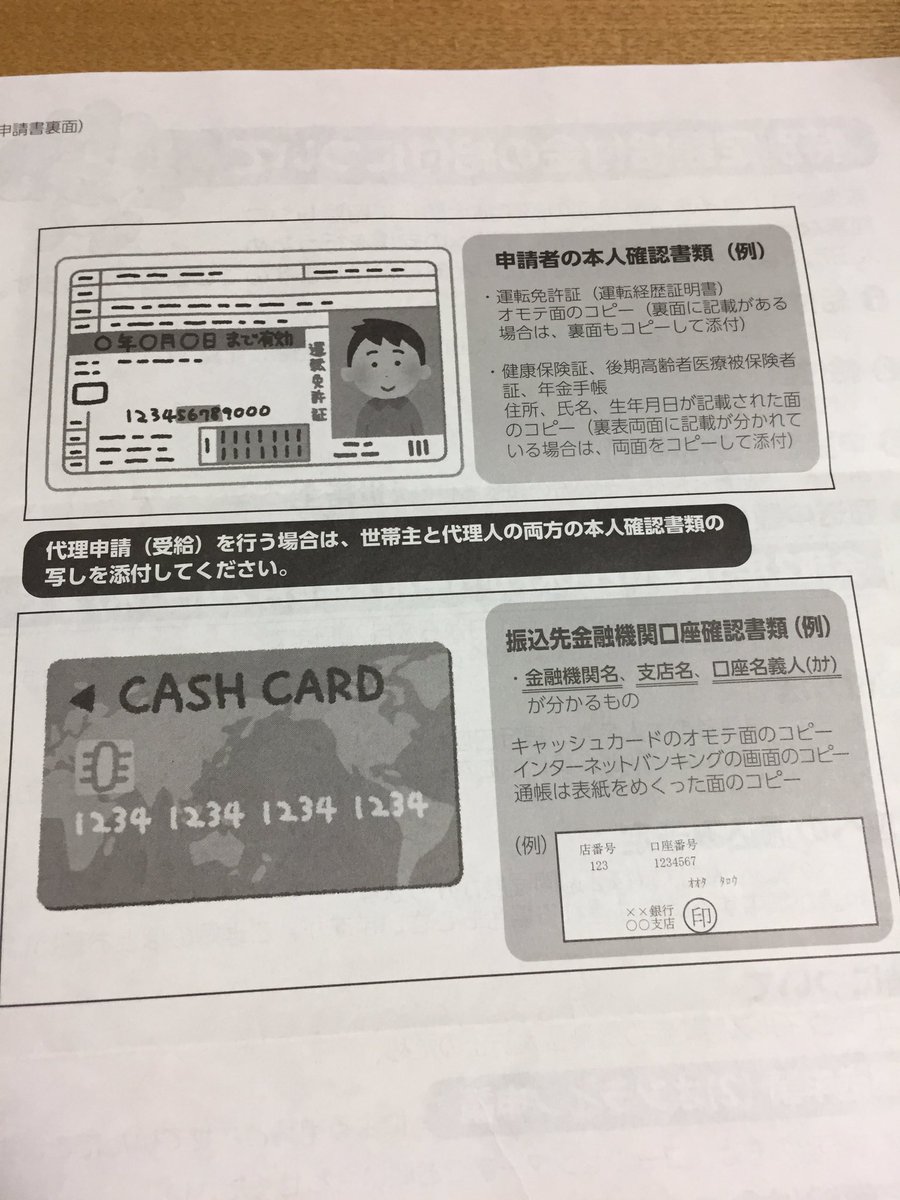 申請書裏面）
申請者の本人確認書類（例）
・運転免許証（運転経歴証明書）
オモテ面のコピー（裏面に記載がある
場合は、裏面もコピーして添付）
・健康保険証、後期高齢者医療被保険者
証、年金手帳
住所、氏名、生年月日が記載された面
のコピー（裏表両面に記載が分かれて
いる場合は、両面をコピーして添付）
〇年〇月〇日 まで有効
運転免許証
123456789000
代理申請（受給）を行う場合は、世帯主と代理人の両方の本人確認書類の
写しを添付してください。
◀ CASH CARD
1234 1234 1234 1234
振込先金融機関口座確認書類（例）
・金融機関名、支店名、口座名義人(ｶﾅ)
が分かるもの
キャッシュカードのオモテ面のコピー
インターネットバンキングの画面のコピー
通帳は表紙をめくった面のコピー
（例）
店番号 口座番号
123 1234567
ｵｵﾀ ﾀﾛｳ
××銀行
〇〇支店 印